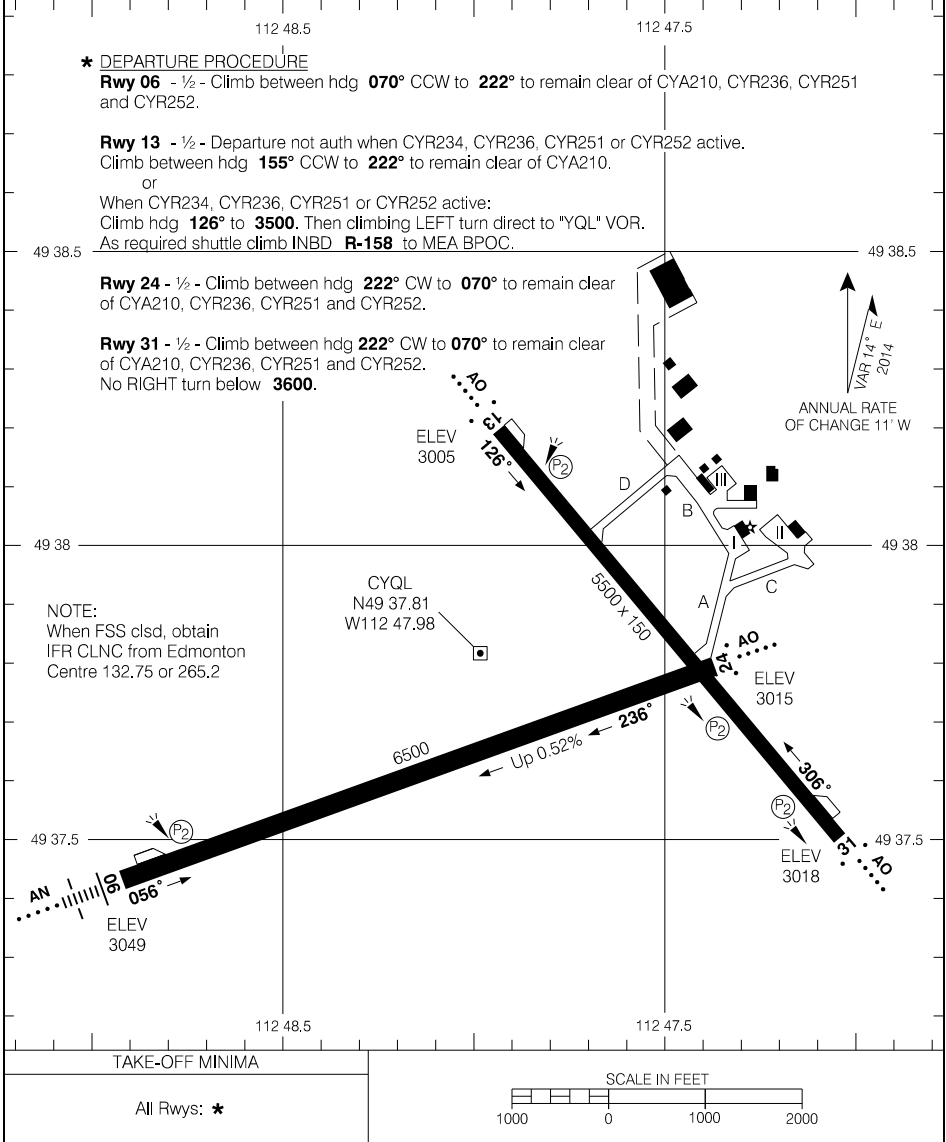 112 48.5
112 47.5
* DEPARTURE PROCEDURE
Rwy 06 - ½ - Climb between hdg 070° CCW to 222° to remain clear of CYA210, CYR236, CYR251
and CYR252.
Rwy 13 - ½ - Departure not auth when CYR234, CYR236, CYR251 or CYR252 active.
Climb between hdg 155° CCW to 222° to remain clear of CYA210.
or
When CYR234, CYR236, CYR251 or CYR252 active:
Climb hdg 126° to 3500. Then climbing LEFT turn direct to "YQL" VOR.
As required shuttle climb INBD R-158 to MEA BPOC.
49 38.5
49 38.5
Rwy 24 - ½ - Climb between hdg 222° CW to 070° to remain clear
of CYA210, CYR236, CYR251 and CYR252.
Rwy 31 - ½ - Climb between hdg 222° CW to 070° to remain clear
of CYA210, CYR236, CYR251 and CYR252.
No RIGHT turn below 3600.
VAR 14° E
2014
ANNUAL RATE
OF CHANGE 11' W
AO
13
ELEV
3005
126°
P2
D
B
III
I
II
49 38
49 38
5500 x 150
A
C
CYQL
N49 37.81
W112 47.98
NOTE:
When FSS clsd, obtain
IFR CLNC from Edmonton
Centre 132.75 or 265.2
24
AO
ELEV
3015
236°
Up 0.52%
6500
P2
306°
P2
P2
49 37.5
49 37.5
31
AO
ELEV
3018
AN
06
056°
ELEV
3049
112 48.5
112 47.5
TAKE-OFF MINIMA
All Rwys: *
SCALE IN FEET
1000
0
1000
2000